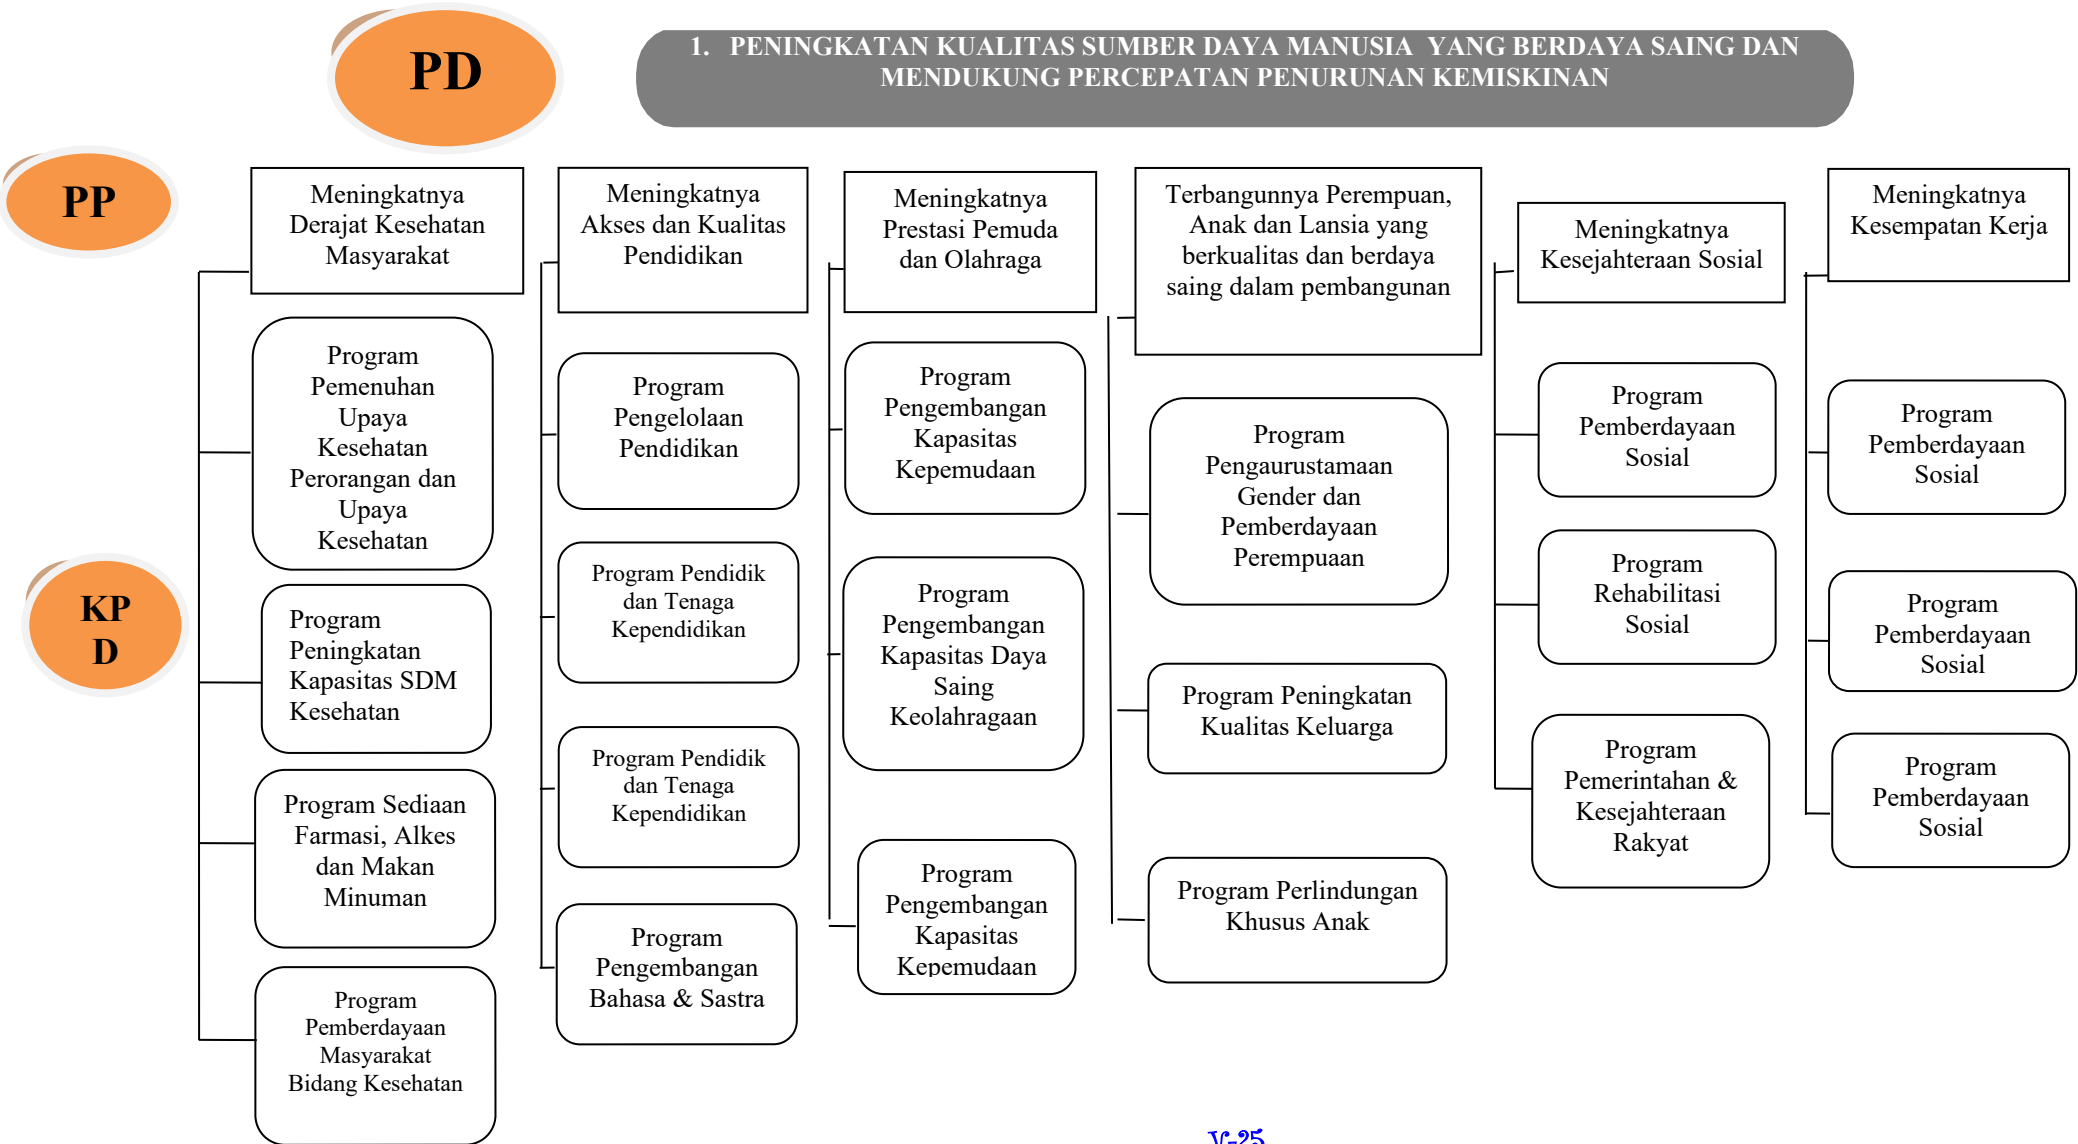 PD
1. PENINGKATAN KUALITAS SUMBER DAYA MANUSIA YANG BERDAYA SAING DAN
MENDUKUNG PERCEPATAN PENURUNAN KEMISKINAN
PP
Meningkatnya
Derajat Kesehatan
Masyarakat
Meningkatnya
Akses dan Kualitas
Pendidikan
Meningkatnya
Prestasi Pemuda
dan Olahraga
Terbangunnya Perempuan,
Anak dan Lansia yang
berkualitas dan berdaya
saing dalam pembangunan
Meningkatnya
Kesejahteraan Sosial
Meningkatnya
Kesempatan Kerja
KP
D
Program
Pemenuhan
Upaya
Kesehatan
Perorangan dan
Upaya
Kesehatan
Program
Peningkatan
Kapasitas SDM
Kesehatan
Program Sediaan
Farmasi, Alkes
dan Makan
Minuman
Program
Pemberdayaan
Masyarakat
Bidang Kesehatan
Program
Pengelolaan
Pendidikan
Program Pendidik
dan Tenaga
Kependidikan
Program Pendidik
dan Tenaga
Kependidikan
Program
Pengembangan
Bahasa & Sastra
Program
Pengembangan
Kapasitas
Kepemudaan
Program
Pengembangan
Kapasitas Daya
Saing
Keolahragaan
Program
Pengembangan
Kapasitas
Kepemudaan
Program
Pengaurustamaan
Gender dan
Pemberdayaan
Perempuaan
Program Peningkatan
Kualitas Keluarga
Program Perlindungan
Khusus Anak
Program
Pemberdayaan
Sosial
Program
Rehabilitasi
Sosial
Program
Pemerintahan &
Kesejahteraan
Rakyat
Program
Pemberdayaan
Sosial
Program
Pemberdayaan
Sosial
Program
Pemberdayaan
Sosial
V-25